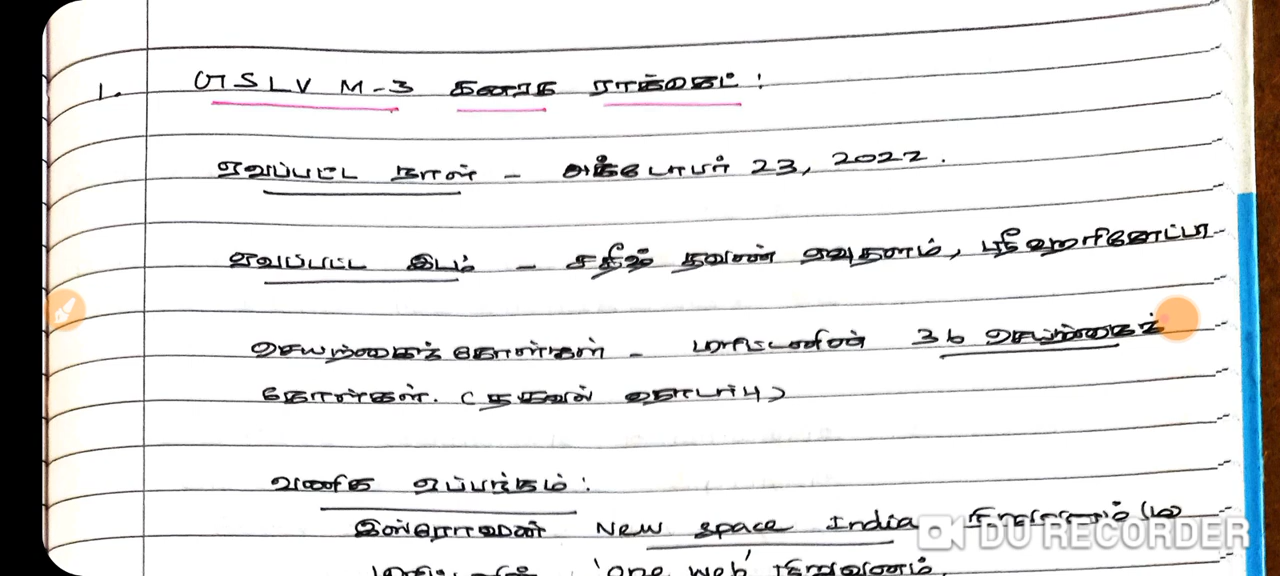 1. GSLV M-3 கனரக ராக்கெட் :
ஏவப்பட்ட நாள் - அக்டோபர் 23, 2022.
ஏவப்பட்ட இடம் - சதீஷ் தவான் ஏவுதளம், ஸ்ரீஹரிகோட்டா
செயற்கைக் கோள்கள் - பிரிட்டனின் 36 செயற்கைக்
கோள்கள். (தகவல் தொடர்பு)
வணிக ஒப்பந்தம் :
இஸ்ரோவின் New space India நிறுவனம் (ம)
பிரிட்டனின் 'one web' நிறுவனம்.
DU RECORDER